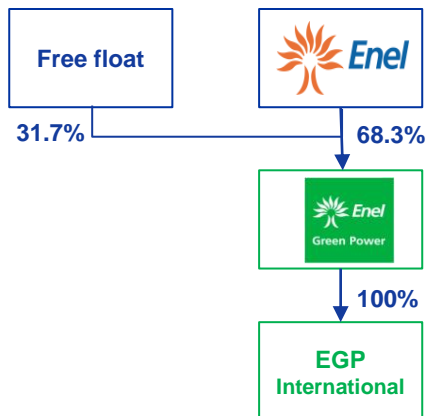 Free float
Enel
31.7%
68.3%
Enel
Green Power
100%
EGP
International